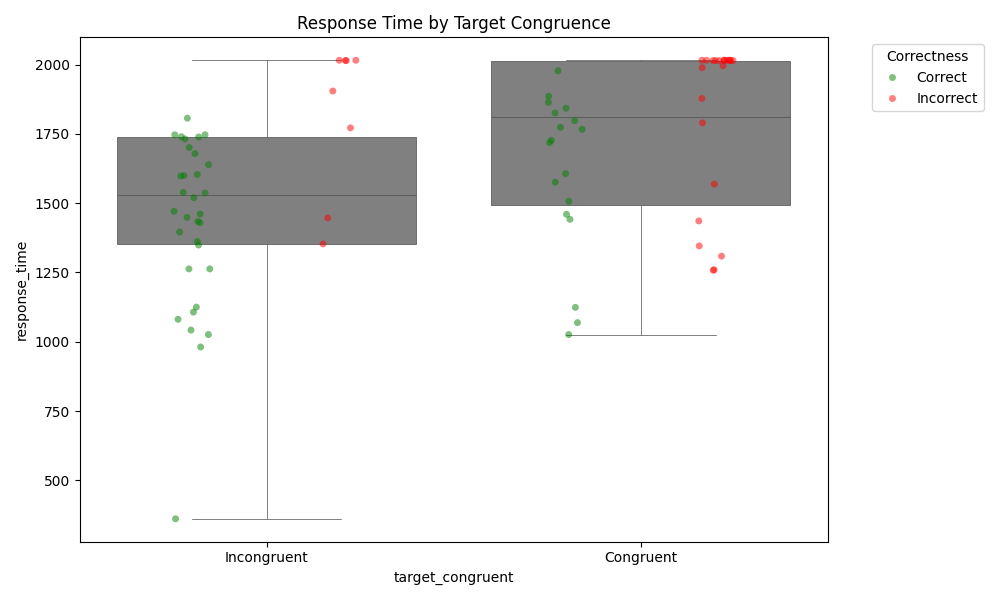 Response Time by Target Congruence
Correctness
Correct
Incorrect
2000
1750
1500
1250
1000
750
500
response_time
Incongruent
Congruent
target_congruent